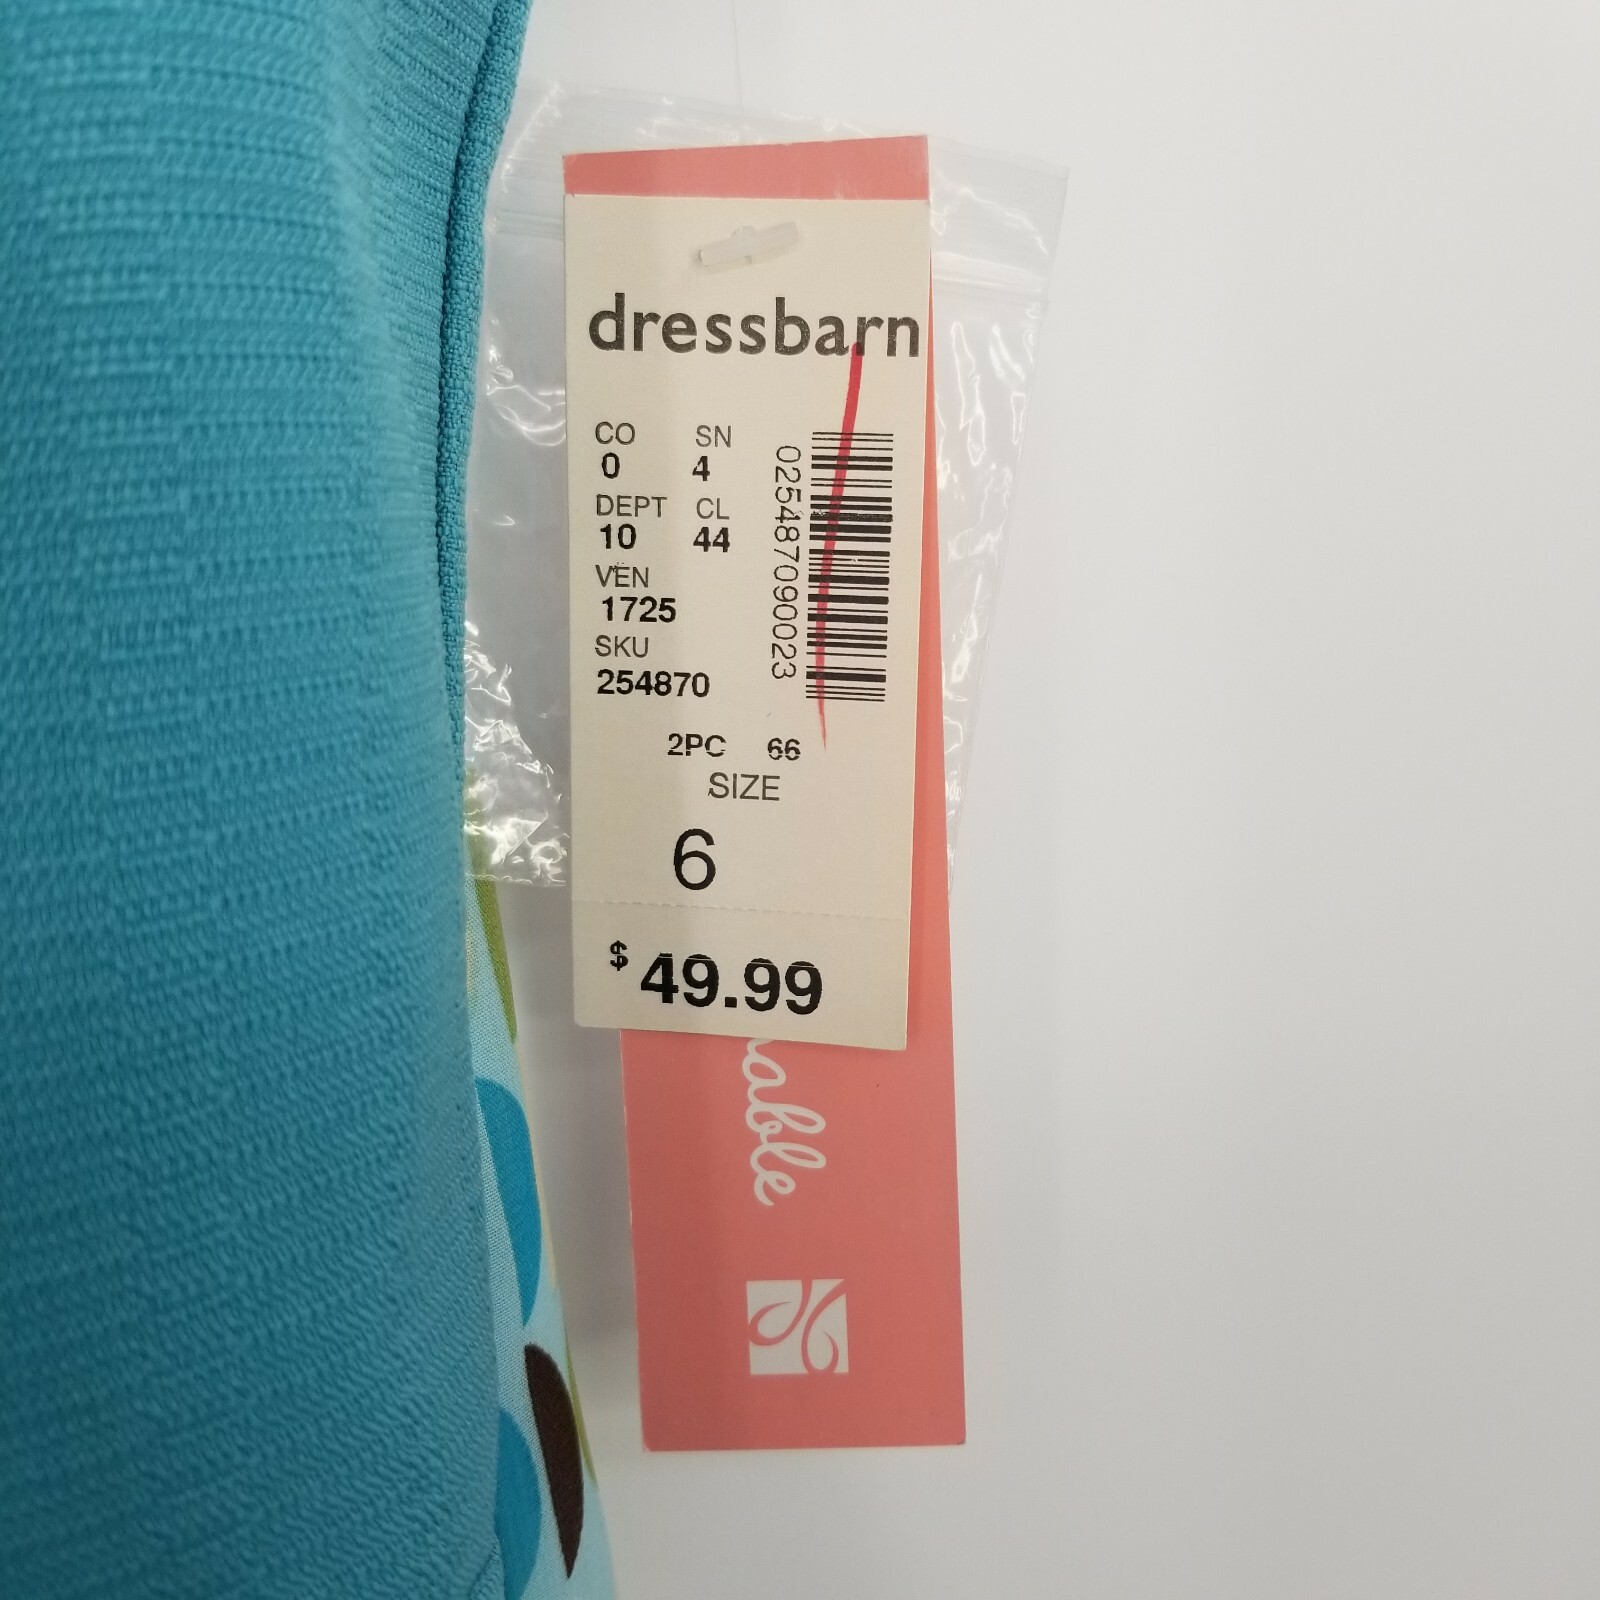 dressbarn
CO SN
0 4
DEPT CL
10 44
VEN
1725
SKU
254870
025487090023
2PC 66
SIZE
6
$ 49.99